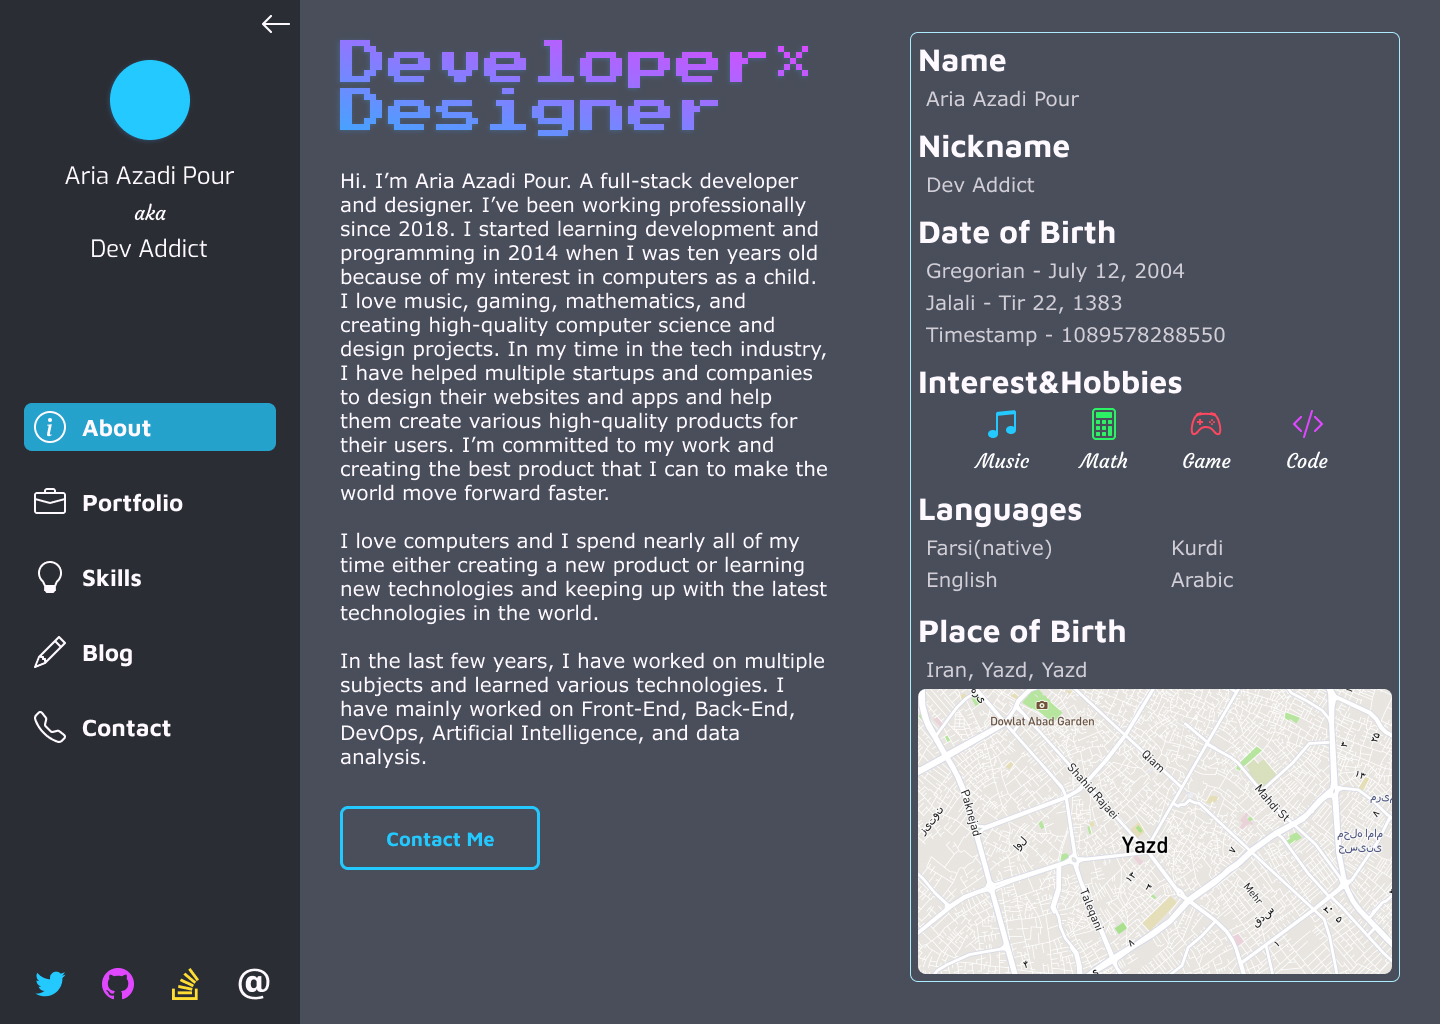 Aria Azadi Pour
aka
Dev Addict
About
Portfolio
Skills
Blog
Contact
@
Developer×
Designer
Hi. I’m Aria Azadi Pour. A full-stack developer
and designer. I’ve been working professionally
since 2018. I started learning development and
programming in 2014 when I was ten years old
because of my interest in computers as a child.
I love music, gaming, mathematics, and
creating high-quality computer science and
design projects. In my time in the tech industry,
I have helped multiple startups and companies
to design their websites and apps and help
them create various high-quality products for
their users. I’m committed to my work and
creating the best product that I can to make the
world move forward faster.
I love computers and I spend nearly all of my
time either creating a new product or learning
new technologies and keeping up with the latest
technologies in the world.
In the last few years, I have worked on multiple
subjects and learned various technologies. I
have mainly worked on Front-End, Back-End,
DevOps, Artificial Intelligence, and data
analysis.
Contact Me
Name
Aria Azadi Pour
Nickname
Dev Addict
Date of Birth
Gregorian - July 12, 2004
Jalali - Tir 22, 1383
Timestamp - 1089578288550
Interest&Hobbies
Music Math Game Code
Languages
Farsi(native) Kurdi
English Arabic
Place of Birth
Iran, Yazd, Yazd
Dowlat Abad Garden
Qiam
Shahid Rajaei
Mahdi St
Paknejad
محله امام
حسینی
Yazd
Taleqani
Mehr